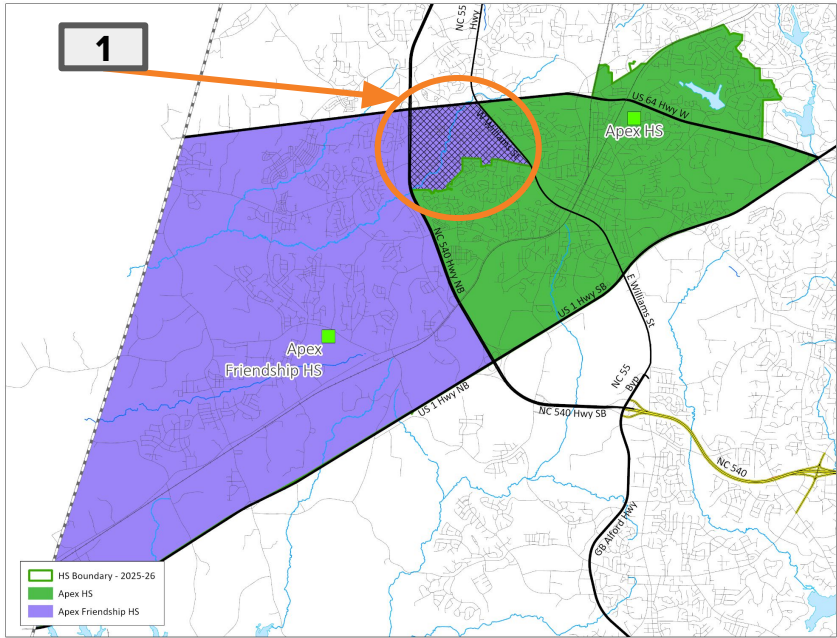 1
NC 55
Hwy
US 64 Hwy W
W Williams St
Apex HS
NC 540 Hwy NB
E Williams St
US 1 Hwy SB
Apex
Friendship HS
US 1 Hwy NB
NC 55
Byp
NC 540 Hwy SB
NC 540
GB Alford Hwy
HS Boundary - 2025-26
Apex HS
Apex Friendship HS